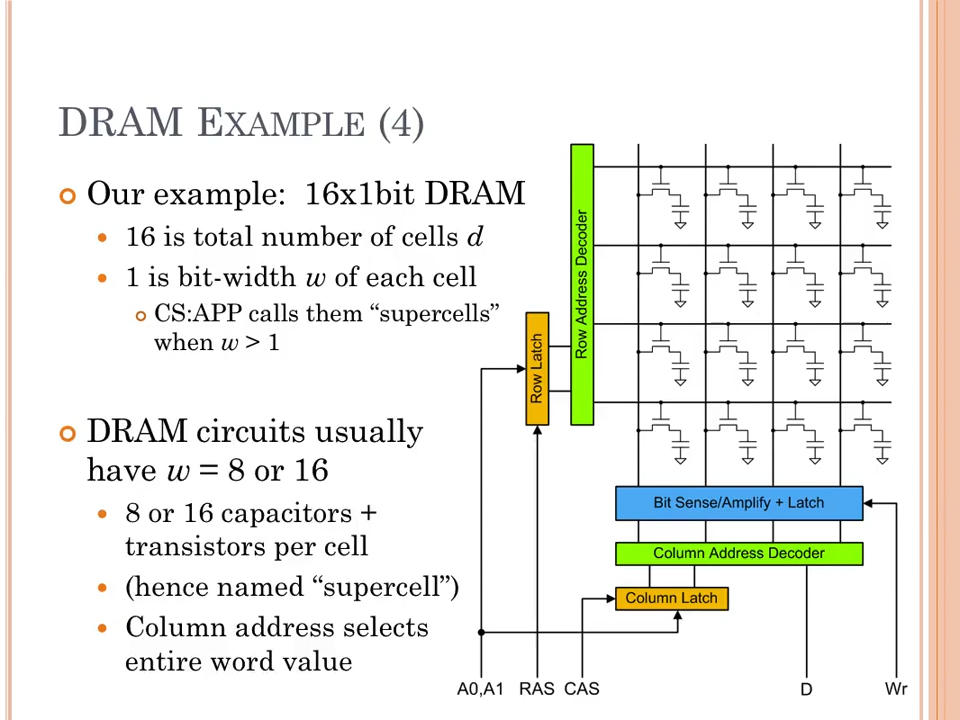 DRAM EXAMPLE (4)
Our example: 16x1bit DRAM
16 is total number of cells d
1 is bit-width w of each cell
CS:APP calls them “supercells”
when w > 1
DRAM circuits usually
have w = 8 or 16
8 or 16 capacitors +
transistors per cell
(hence named “supercell”)
Column address selects
entire word value
Row Address Decoder
Row Latch
Bit Sense/Amplify + Latch
Column Address Decoder
Column Latch
A0,A1 RAS CAS D Wr